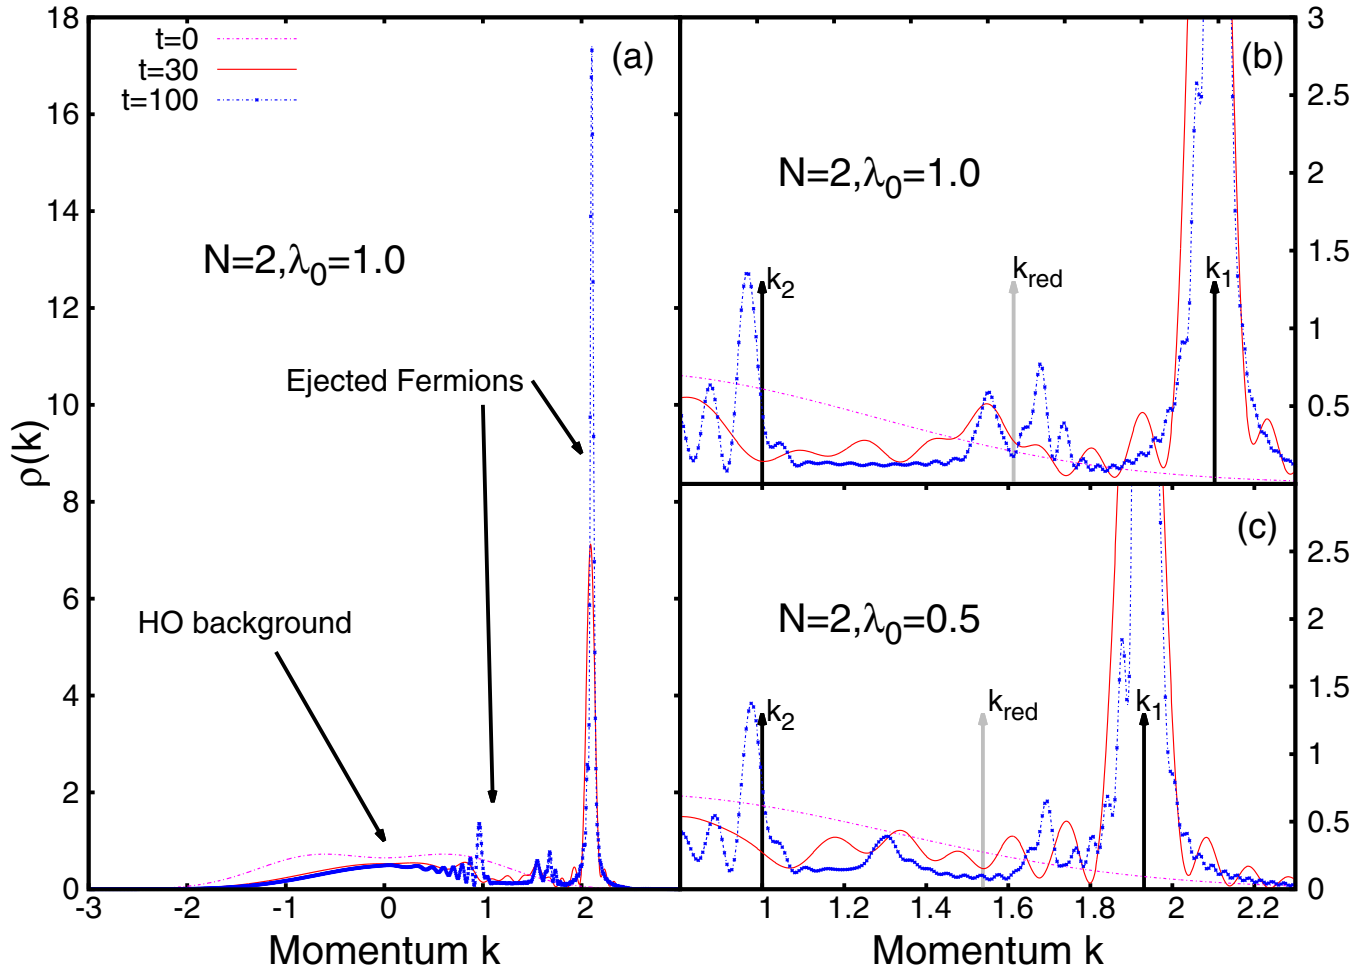 t=0
t=30
t=100
(a)
N=2,λ0=1.0
Ejected Fermions
HO background
ρ(k)
18
16
14
12
10
8
6
4
2
0
-3
-2
-1
0
1
2
Momentum k
(b)
N=2,λ0=1.0
k2
kred
k1
3
2.5
2
1.5
1
0.5
(c)
N=2,λ0=0.5
k2
kred
k1
2.5
2
1.5
1
0.5
0
1
1.2
1.4
1.6
1.8
2
2.2
Momentum k